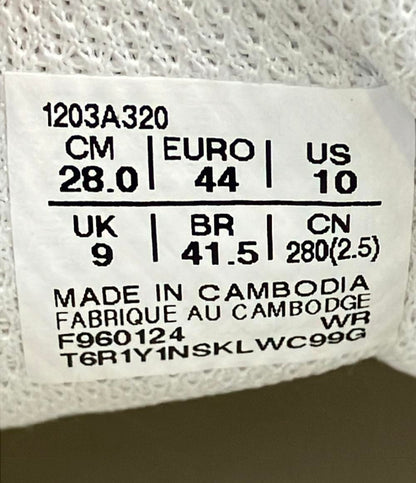 1203A320
CM | EURO | US
28.0 | 44 | 10
UK | BR | CN
9 | 41.5 | 280(2.5)
MADE IN CAMBODIA
FABRIQUE AU CAMBODGE
F960124 WR
T6R1Y1NSKLWC99G